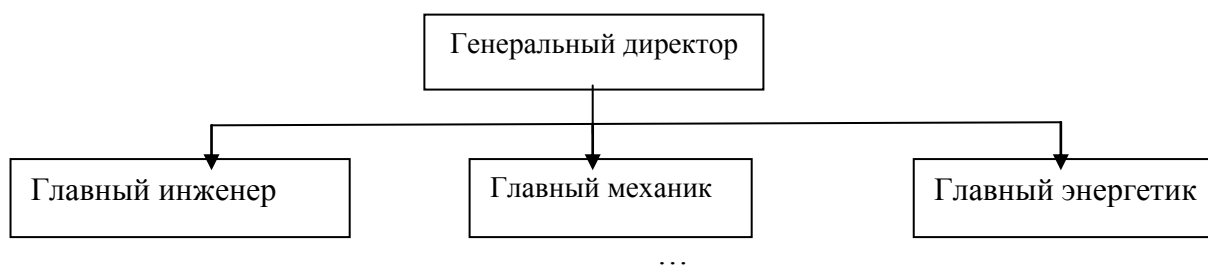 Генеральный директор
Главный инженер
Главный механик
Главный энергетик
…